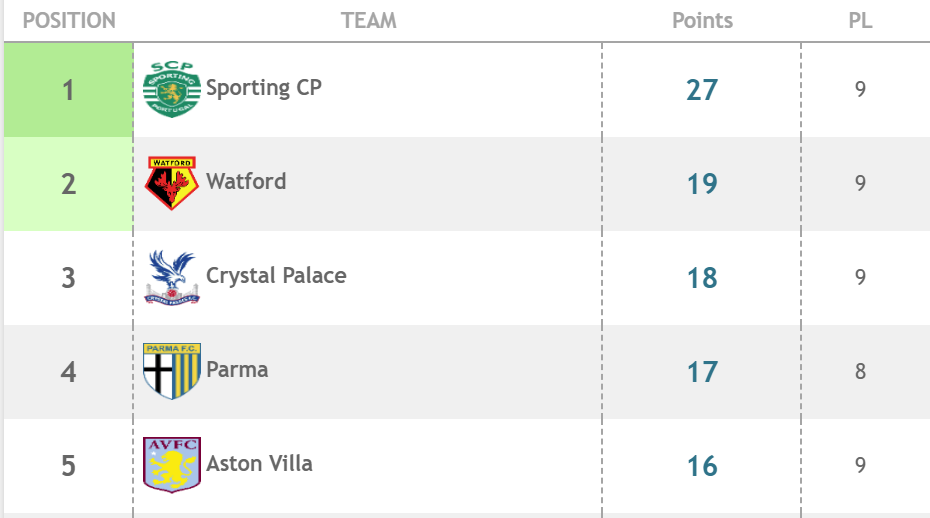 POSITION TEAM Points PL
SCP
SPORTING
PORTUGAL
1 Sporting CP 27 9
WATFORD
2 Watford 19 9
3 Crystal Palace 18 9
CRYSTAL PALACE F.C.
PARMA F.C.
4 Parma 17 8
AVFC
5 Aston Villa 16 9